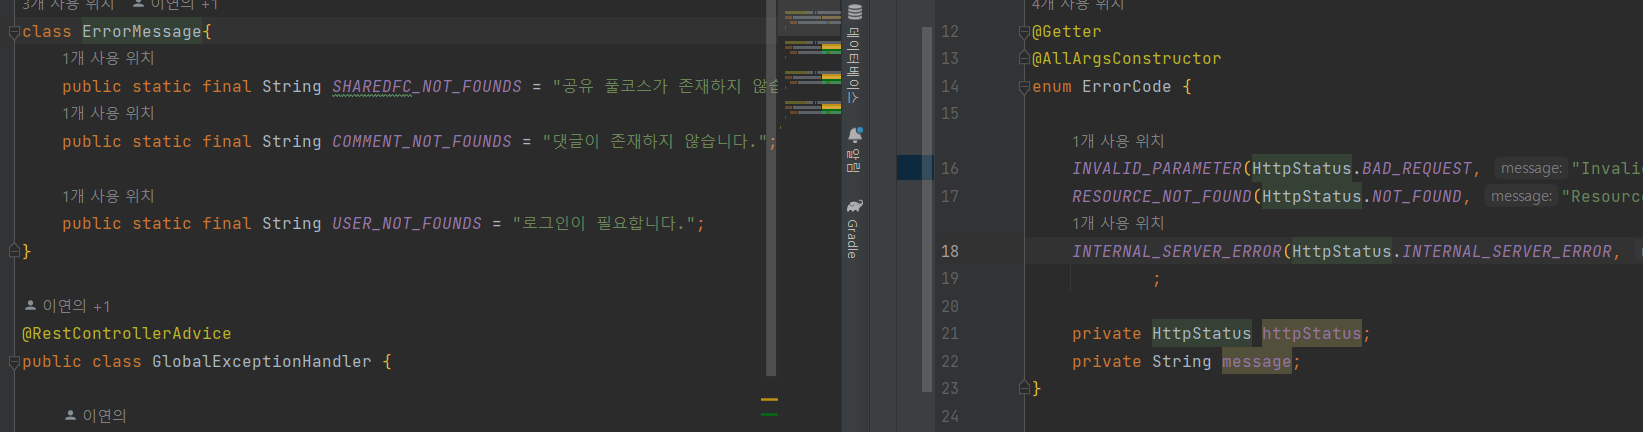 3개 사용 위치 이연의 +1
class ErrorMessage{
1개 사용 위치
public static final String SHAREDFC_NOT_FOUNDS = "공유 풀코스가 존재하지 않습
1개 사용 위치
public static final String COMMENT_NOT_FOUNDS = "댓글이 존재하지 않습니다.";
1개 사용 위치
public static final String USER_NOT_FOUNDS = "로그인이 필요합니다.";
}
이연의 +1
@RestControllerAdvice
public class GlobalExceptionHandler {
이연의
데이터베이스
알림
Gradle
4개 사용 위치
12 @Getter
13 @AllArgsConstructor
14 enum ErrorCode {
15
1개 사용 위치
16 INVALID_PARAMETER(HttpStatus.BAD_REQUEST, message: "Invalid
17 RESOURCE_NOT_FOUND(HttpStatus.NOT_FOUND, message: "Resourc
1개 사용 위치
18 INTERNAL_SERVER_ERROR(HttpStatus.INTERNAL_SERVER_ERROR,
19 ;
20
21 private HttpStatus httpStatus;
22 private String message;
23 }
24